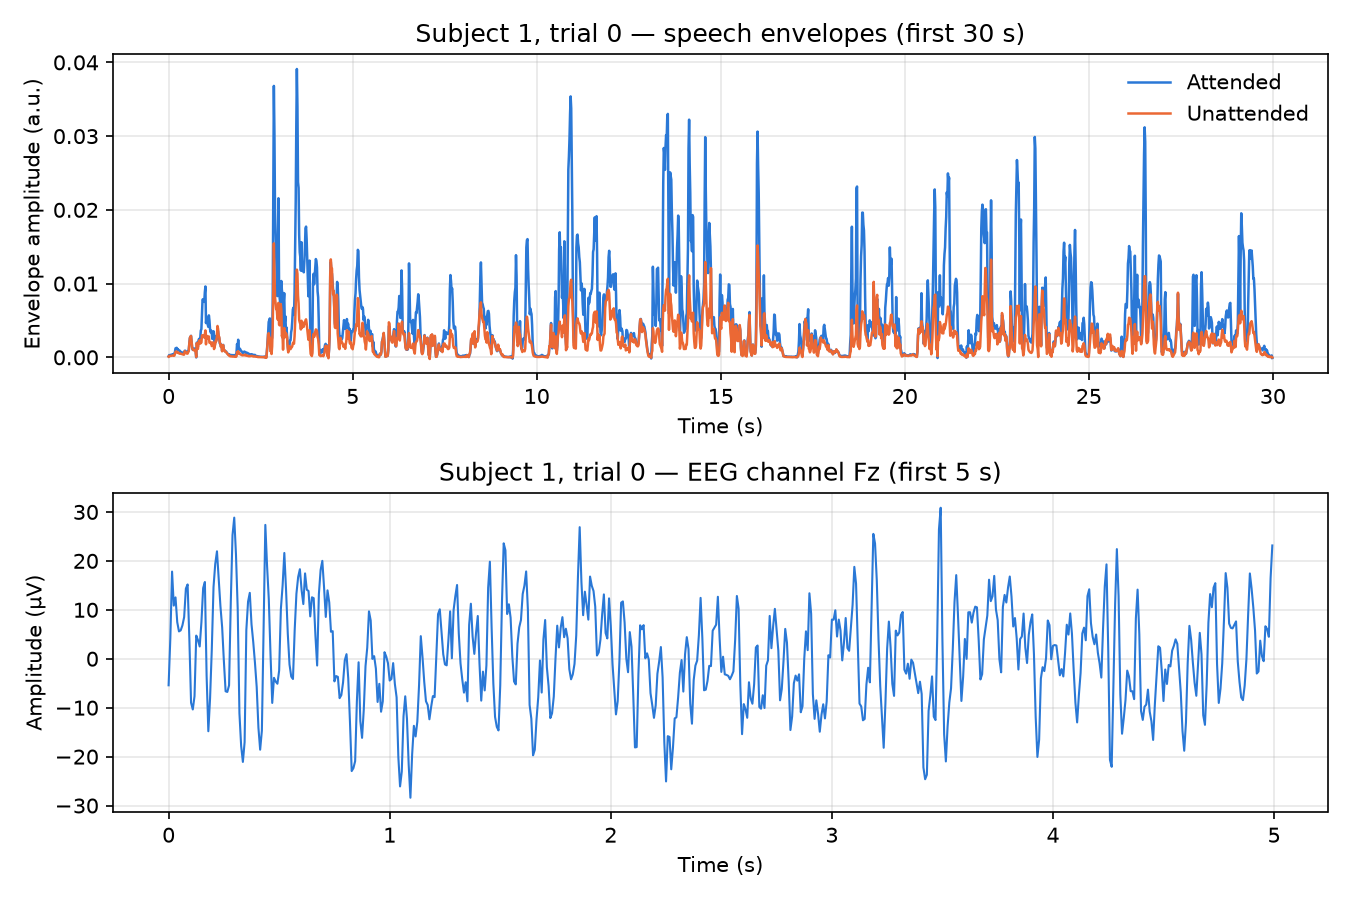 Subject 1, trial 0 — speech envelopes (first 30 s)
Envelope amplitude (a.u.)
0.04
0.03
0.02
0.01
0.00
Attended
Unattended
0 5 10 15 20 25 30
Time (s)
Subject 1, trial 0 — EEG channel Fz (first 5 s)
Amplitude (µV)
30
20
10
0
−10
−20
−30
0 1 2 3 4 5
Time (s)